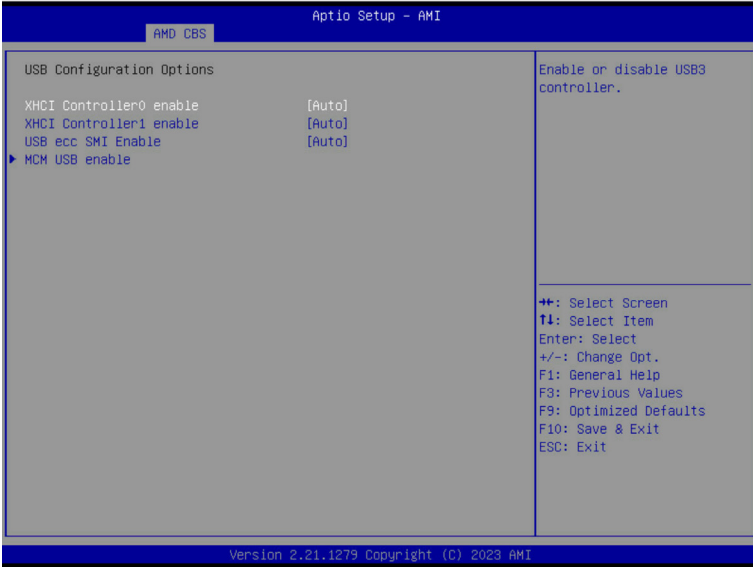 Aptio Setup - AMI
AMD CBS
USB Configuration Options
XHCI Controller0 enable [Auto]
XHCI Controller1 enable [Auto]
USB ecc SMI Enable [Auto]
MCM USB enable
Enable or disable USB3
controller.
→←: Select Screen
↑↓: Select Item
Enter: Select
+/-: Change Opt.
F1: General Help
F3: Previous Values
F9: Optimized Defaults
F10: Save & Exit
ESC: Exit
Version 2.21.1279 Copyright (C) 2023 AMI